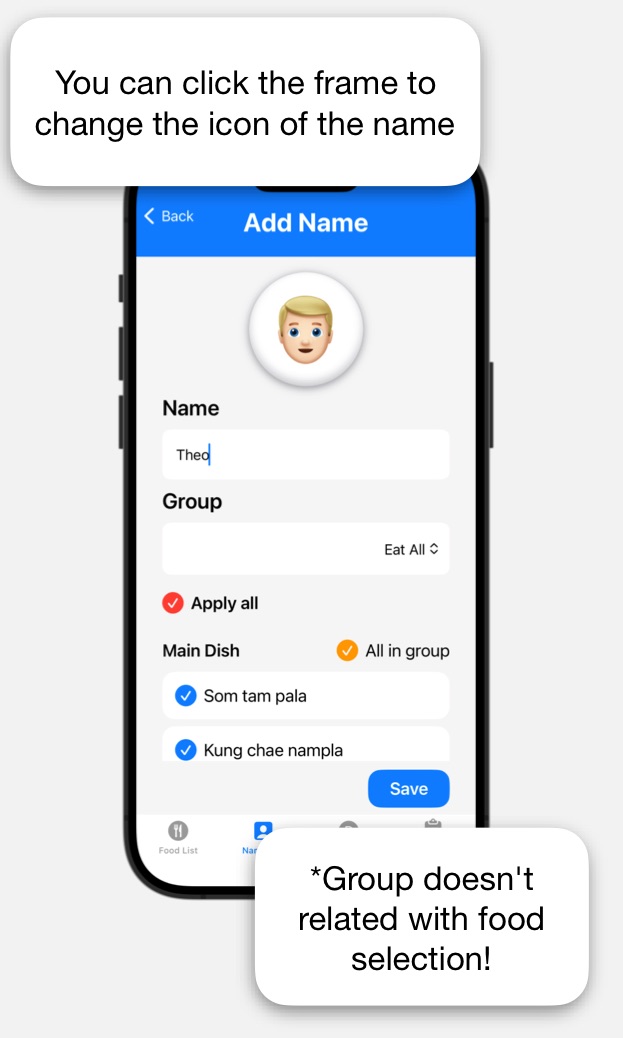 You can click the frame to
change the icon of the name
Back
Add Name
Name
Theo
Group
Eat All
Apply all
Main Dish
All in group
Som tam pala
Kung chae nampla
Save
Food List
*Group doesn't
related with food
selection!